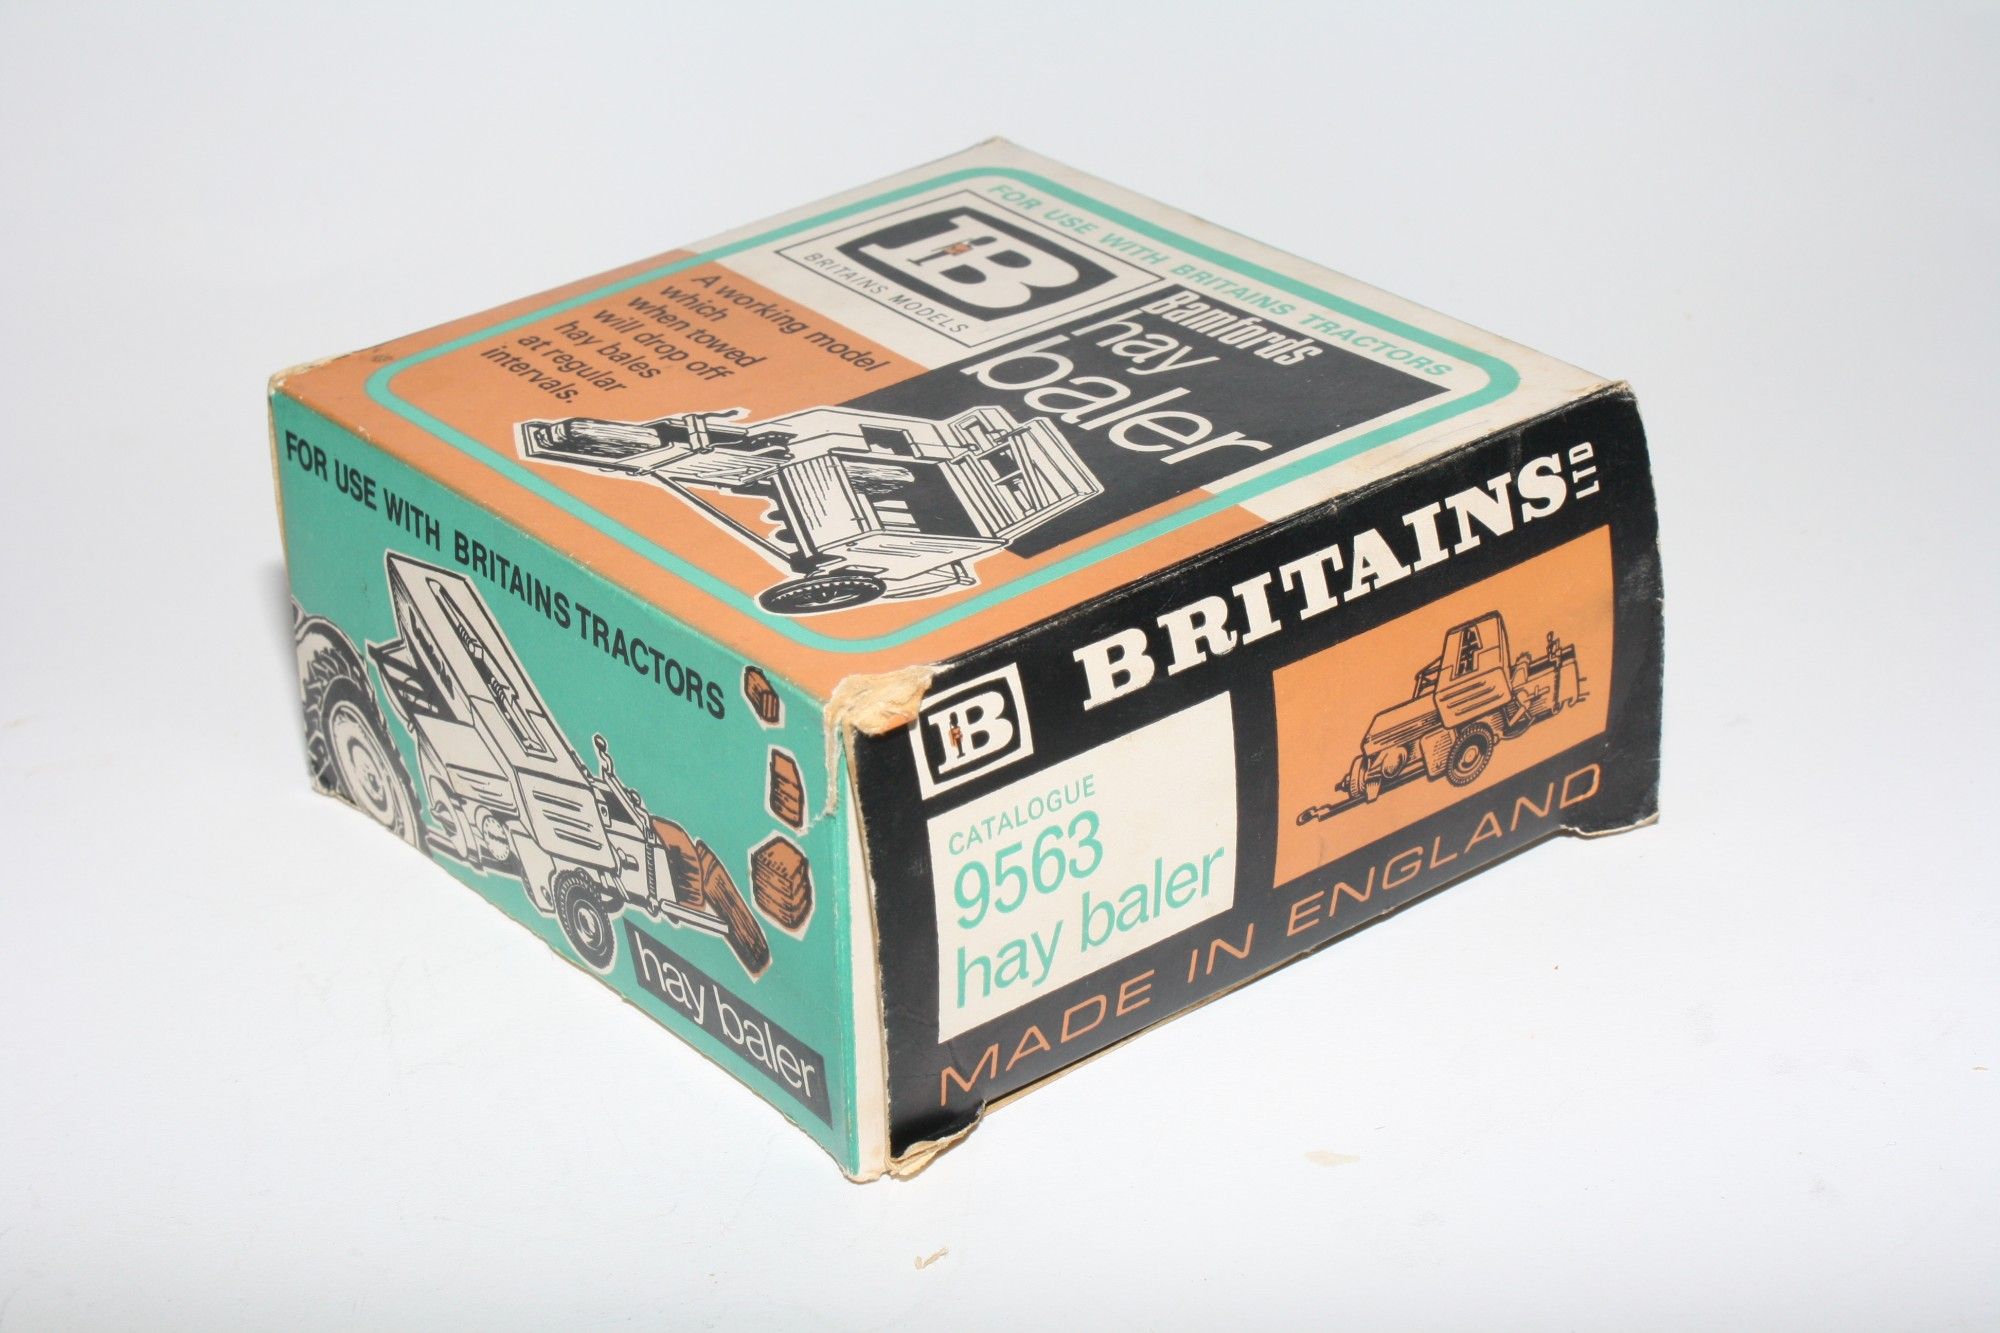 FOR USE WITH BRITAINS TRACTORS
B
BRITAINS MODELS
Bamfords
hay
baler
A working model
which
when towed
will drop off
hay bales
at regular
intervals.
FOR USE WITH BRITAINS TRACTORS
hay baler
B
BRITAINS LTD
CATALOGUE
9563
hay baler
MADE IN ENGLAND